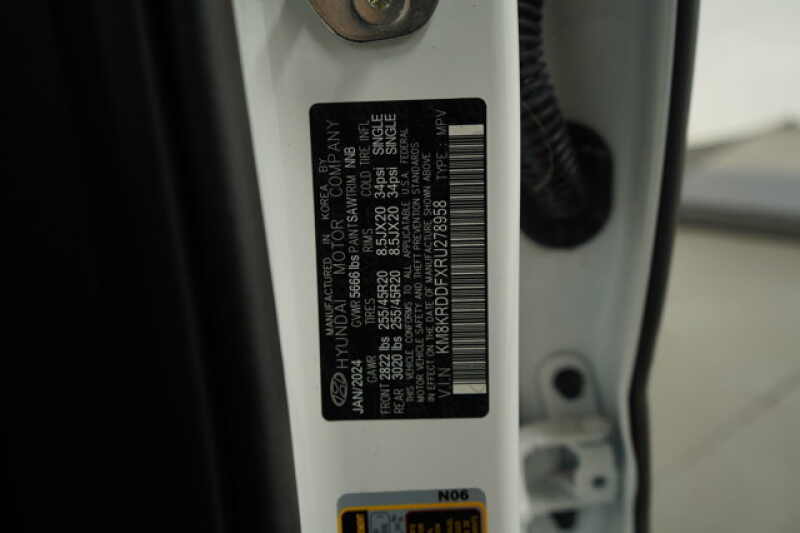 MANUFACTURED IN KOREA BY
HYUNDAI MOTOR COMPANY
JAN/2024 GVWR 5666 lbs PAINT SAW TRIM NNB
GAWR TIRES RIMS COLD TIRE INFL
FRONT 2822 lbs 255/45R20 8.5JX20 34psi SINGLE
REAR 3020 lbs 255/45R20 8.5JX20 34psi SINGLE
THIS VEHICLE CONFORMS TO ALL APPLICABLE U.S.A. FEDERAL
MOTOR VEHICLE SAFETY AND THEFT PREVENTION STANDARDS
IN EFFECT ON THE DATE OF MANUFACTURE SHOWN ABOVE.
V.I.N : KM8KRDDFXRU278958 TYPE : MPV
N06